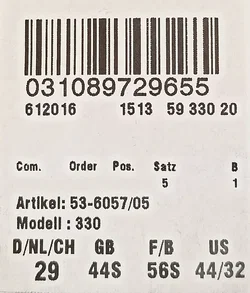 031089729655
612016 1513 59 330 20
Com. Order Pos. Satz B
5 1
Artikel: 53-6057/05
Modell : 330
D/NL/CH GB F/B US
29 44S 56S 44/32